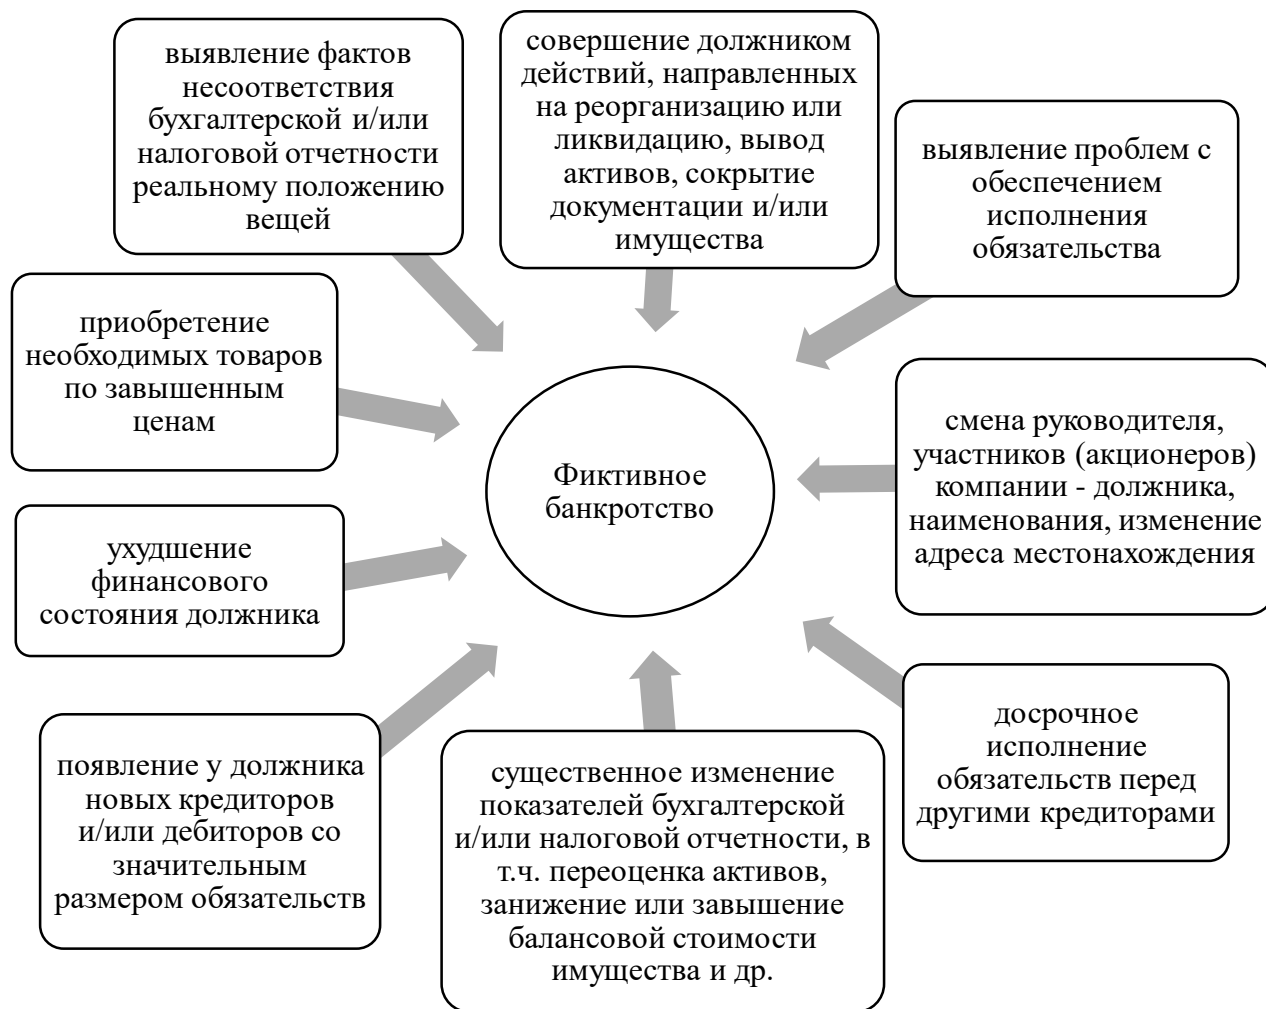 выявление фактов
несоответствия
бухгалтерской и/или
налоговой отчетности
реальному положению
вещей
совершение должником
действий, направленных
на реорганизацию или
ликвидацию, вывод
активов, сокрытие
документации и/или
имущества
выявление проблем с
обеспечением
исполнения
обязательства
приобретение
необходимых товаров
по завышенным
ценам
Фиктивное
банкротство
смена руководителя,
участников (акционеров)
компании - должника,
наименования, изменение
адреса местонахождения
ухудшение
финансового
состояния должника
появление у должника
новых кредиторов
и/или дебиторов со
значительным
размером обязательств
существенное изменение
показателей бухгалтерской
и/или налоговой отчетности, в
т.ч. переоценка активов,
занижение или завышение
балансовой стоимости
имущества и др.
досрочное
исполнение
обязательств перед
другими кредиторами